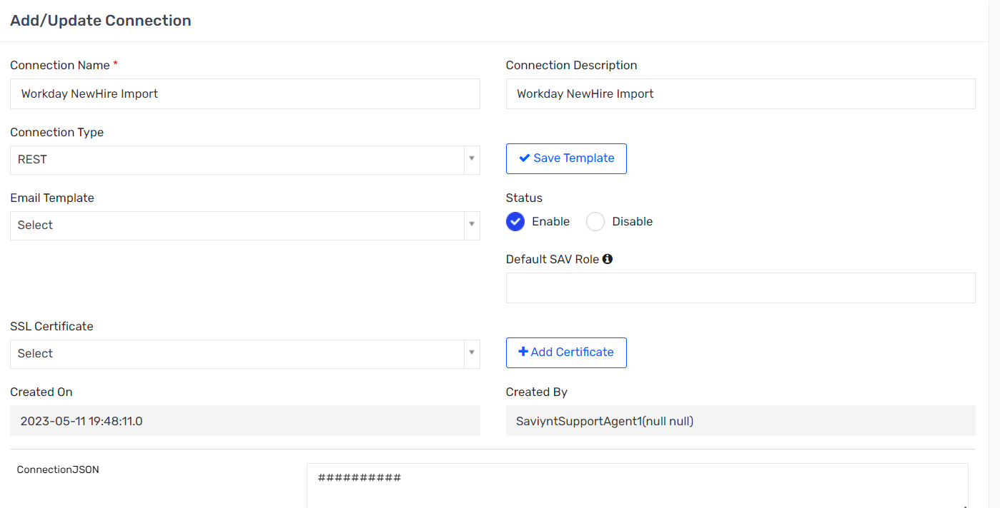 Add/Update Connection
Connection Name *
Connection Description
Workday NewHire Import
Workday NewHire Import
Connection Type
REST
Save Template
Email Template
Status
Select
Enable
Disable
Default SAV Role
SSL Certificate
Select
Add Certificate
Created On
Created By
2023-05-11 19:48:11.0
SaviyntSupportAgent1(null null)
ConnectionJSON
##########